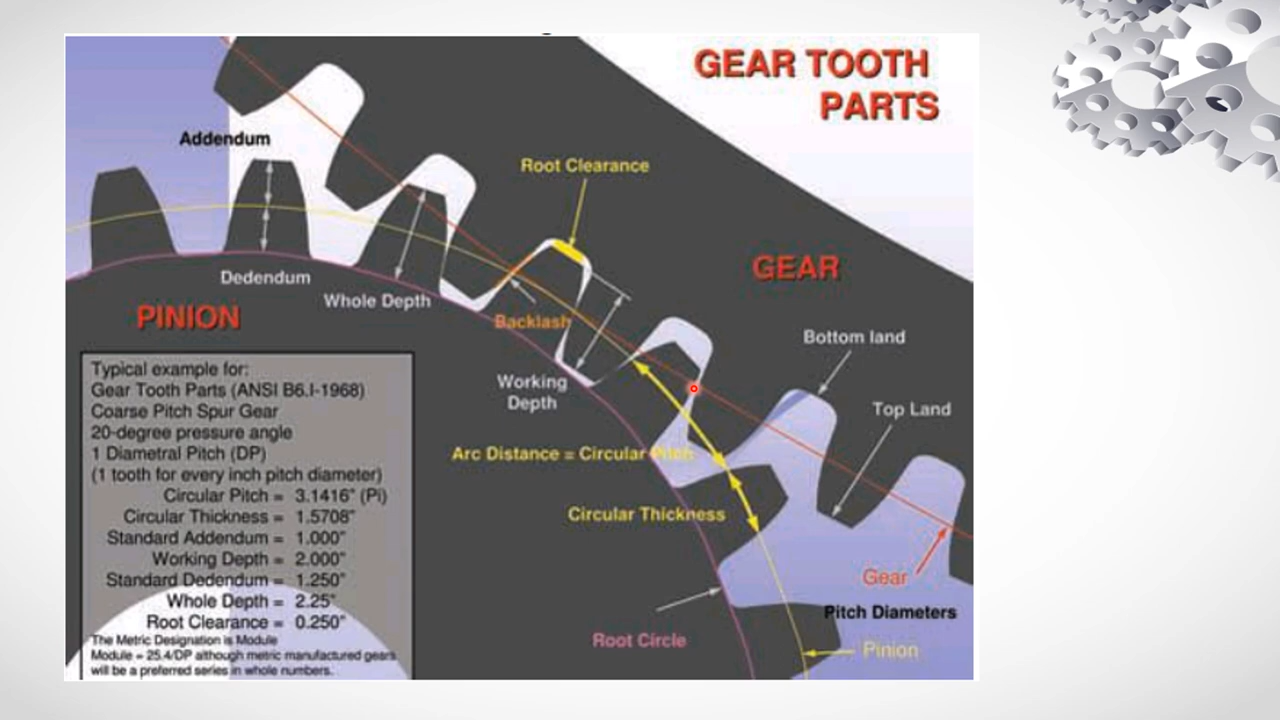 GEAR TOOTH
PARTS
Addendum
Root Clearance
GEAR
Dedendum
Whole Depth
PINION
Backlash
Bottom land
Working
Depth
Top Land
Arc Distance = Circular Pitch
Circular Thickness
Gear
Pitch Diameters
Root Circle
Pinion
Typical example for:
Gear Tooth Parts (ANSI B6.I-1968)
Coarse Pitch Spur Gear
20-degree pressure angle
1 Diametral Pitch (DP)
(1 tooth for every inch pitch diameter)
Circular Pitch = 3.1416" (Pi)
Circular Thickness = 1.5708"
Standard Addendum = 1.000"
Working Depth = 2.000"
Standard Dedendum = 1.250"
Whole Depth = 2.25"
Root Clearance = 0.250"
The Metric Designation is Module
Module = 25.4/DP although metric manufactured gears
will be a preferred series in whole numbers.